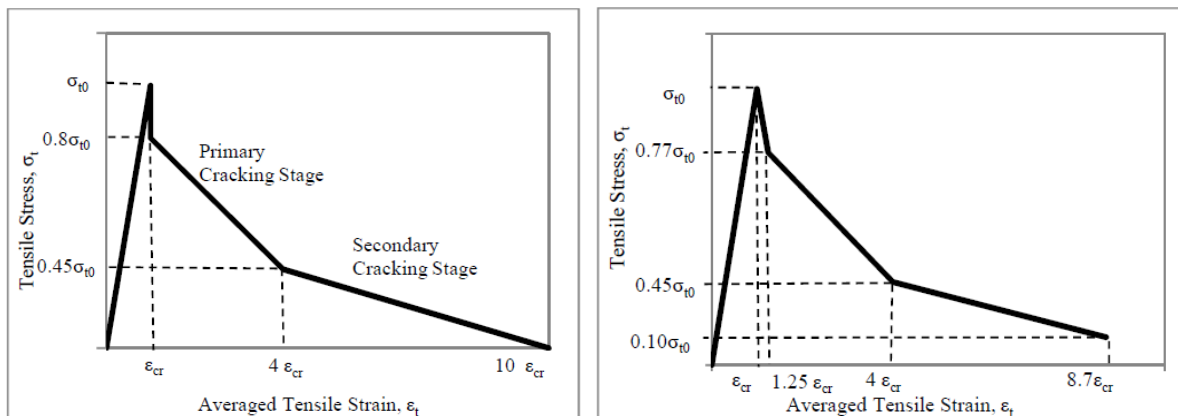 Tensile Stress, σt
σt0
0.8σt0
0.45σt0
Primary
Cracking Stage
Secondary
Cracking Stage
εcr
4 εcr
10 εcr
Averaged Tensile Strain, εt
Tensile Stress, σt
σt0
0.77σt0
0.45σt0
0.10σt0
εcr
1.25 εcr
4 εcr
8.7εcr
Averaged Tensile Strain, εt